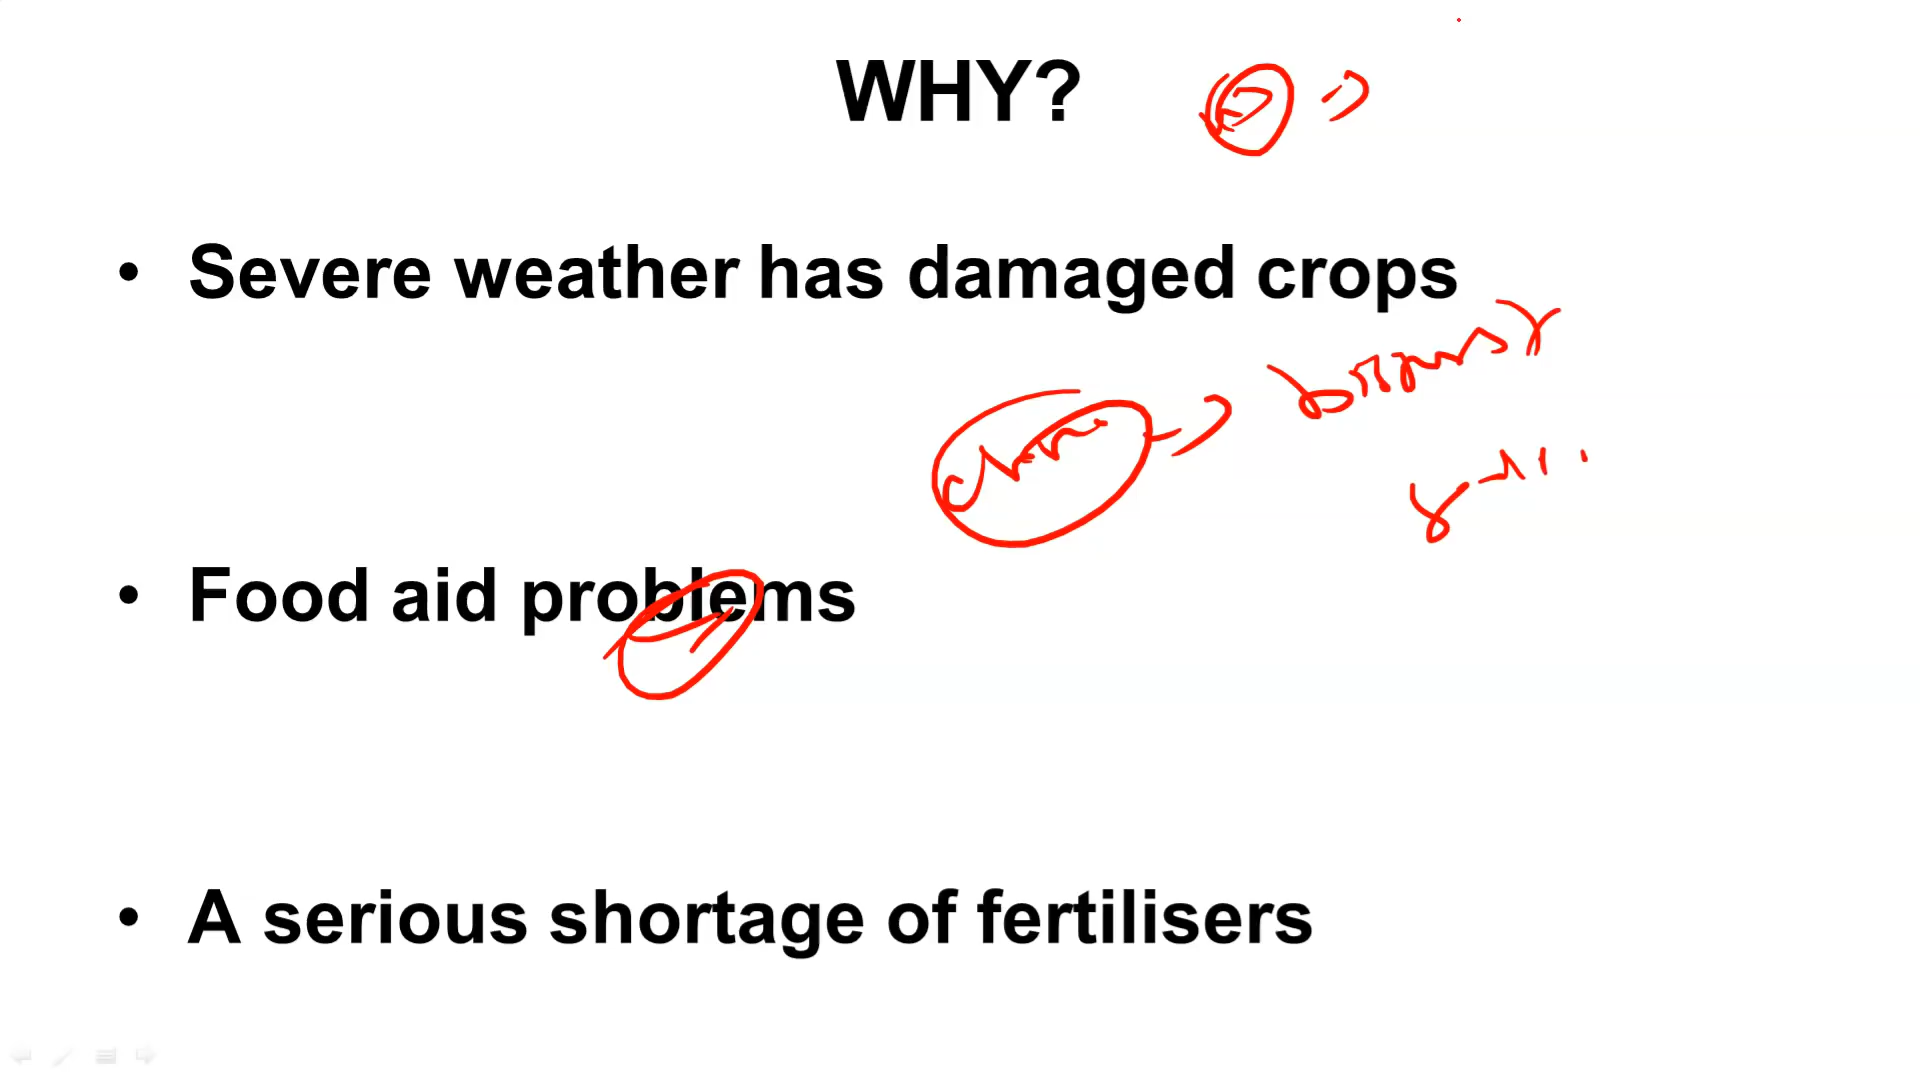 WHY?
• Severe weather has damaged crops
• Food aid problems
• A serious shortage of fertilisers